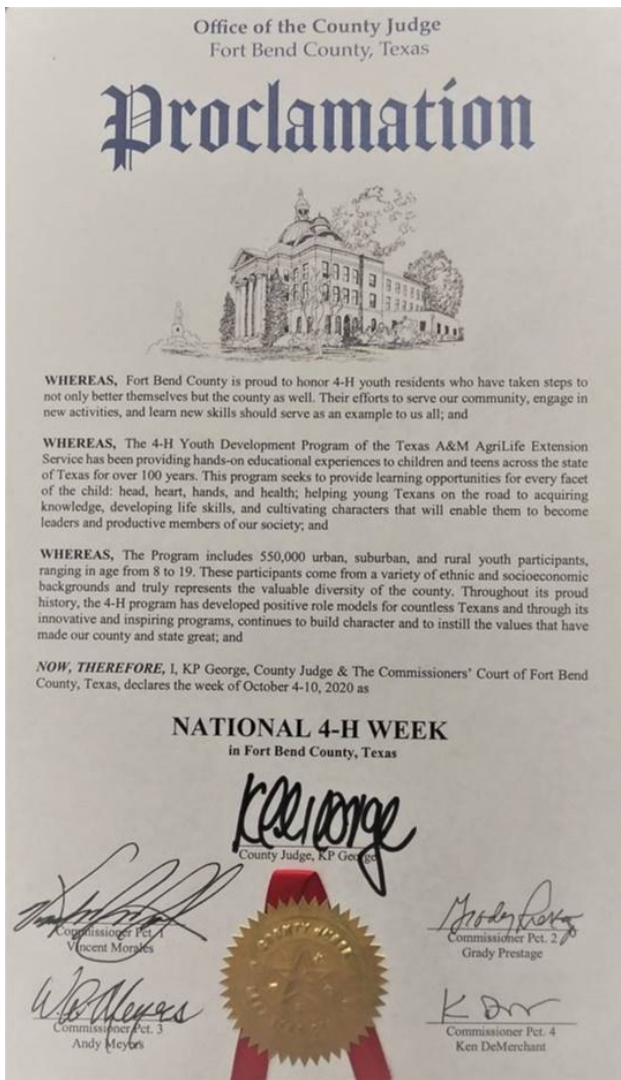 Office of the County Judge
Fort Bend County, Texas
Proclamation
WHEREAS, Fort Bend County is proud to honor 4-H youth residents who have taken steps to
not only better themselves but the county as well. Their efforts to serve our community, engage in
new activities, and learn new skills should serve as an example to us all; and
WHEREAS, The 4-H Youth Development Program of the Texas A&M AgriLife Extension
Service has been providing hands-on educational experiences to children and teens across the state
of Texas for over 100 years. This program seeks to provide learning opportunities for every facet
of the child: head, heart, hands, and health; helping young Texans on the road to acquiring
knowledge, developing life skills, and cultivating characters that will enable them to become
leaders and productive members of our society; and
WHEREAS, The Program includes 550,000 urban, suburban, and rural youth participants,
ranging in age from 8 to 19. These participants come from a variety of ethnic and socioeconomic
backgrounds and truly represents the valuable diversity of the county. Throughout its proud
history, the 4-H program has developed positive role models for countless Texans and through its
innovative and inspiring programs, continues to build character and to instill the values that have
made our county and state great; and
NOW, THEREFORE, I, KP George, County Judge & The Commissioners' Court of Fort Bend
County, Texas, declares the week of October 4-10, 2020 as
NATIONAL 4-H WEEK
in Fort Bend County, Texas
County Judge, KP George
Commissioner Pct. 1
Vincent Morales
Commissioner Pct. 2
Grady Prestage
Commissioner Pct. 3
Andy Meyers
Commissioner Pct. 4
Ken DeMerchant